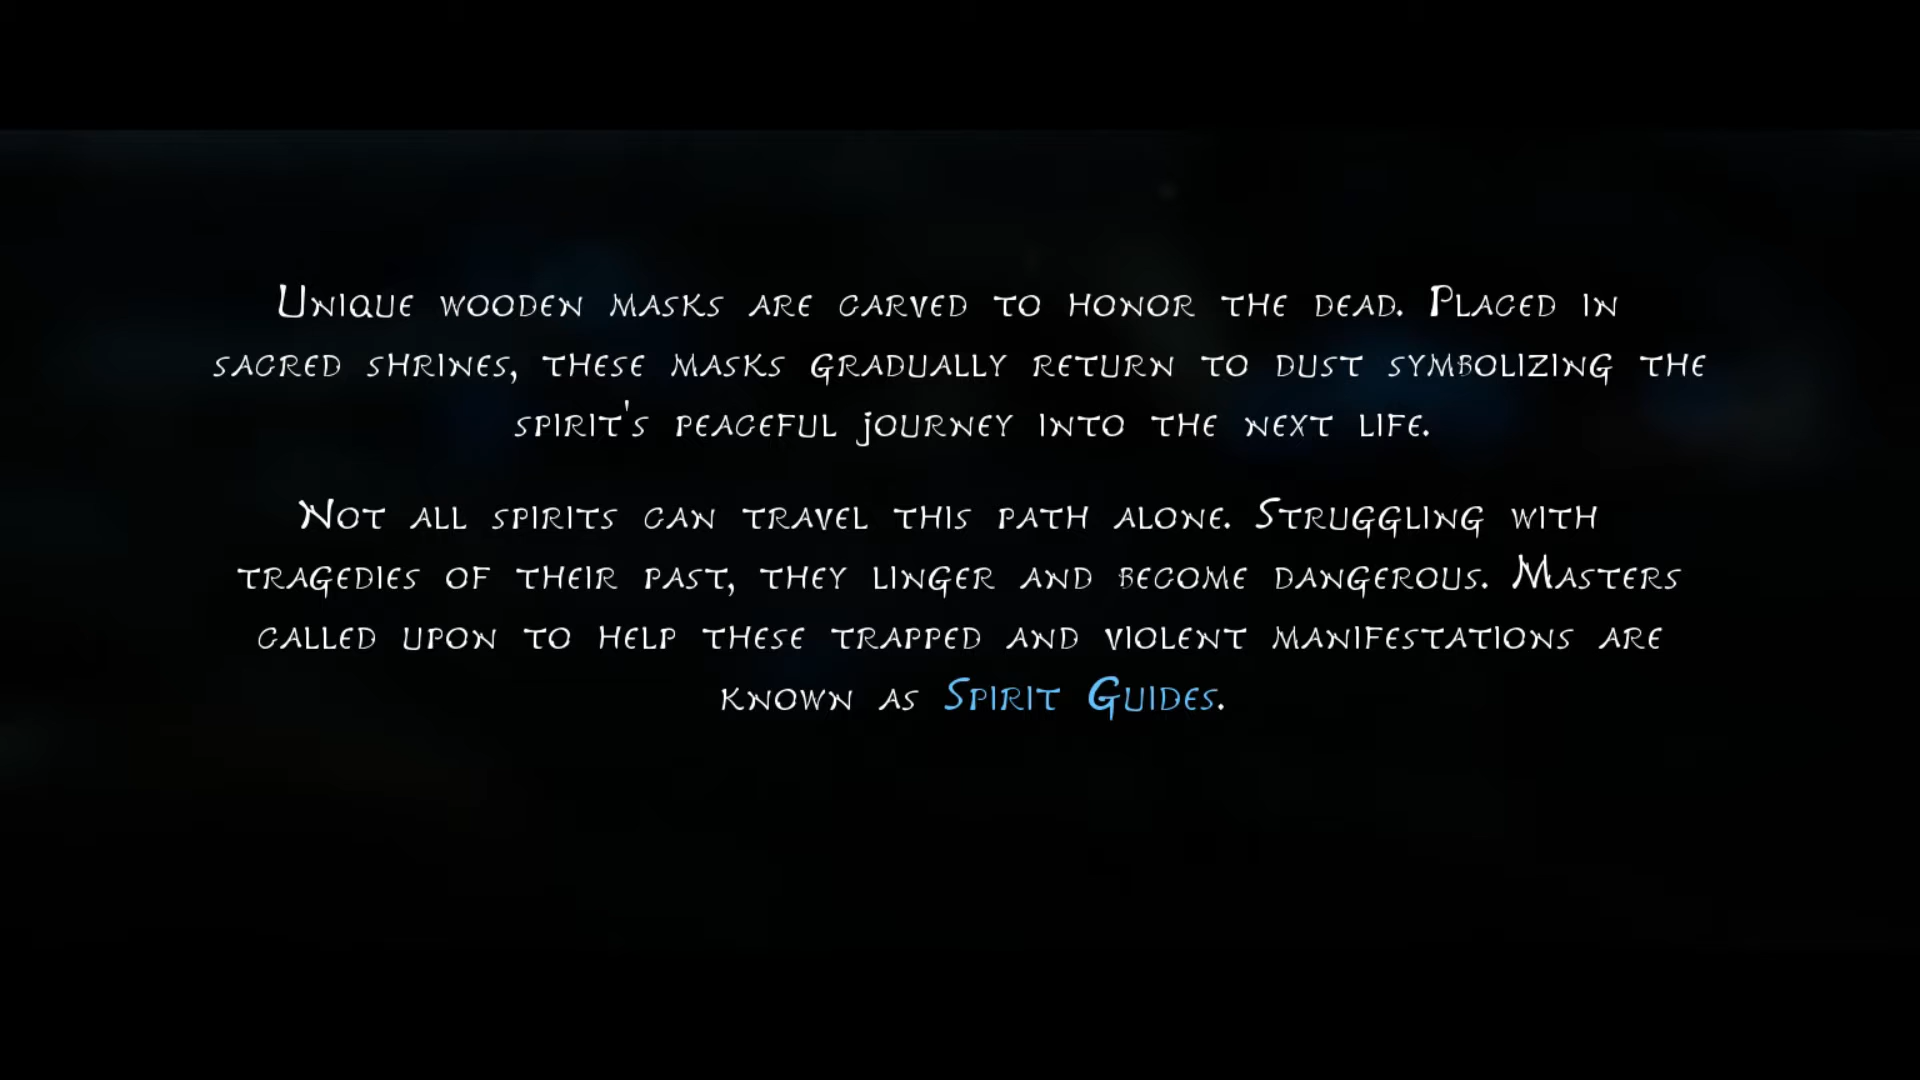 Unique wooden masks are carved to honor the dead. Placed in
sacred shrines, these masks gradually return to dust symbolizing the
spirit's peaceful journey into the next life.
Not all spirits can travel this path alone. Struggling with
tragedies of their past, they linger and become dangerous. Masters
called upon to help these trapped and violent manifestations are
known as Spirit Guides.